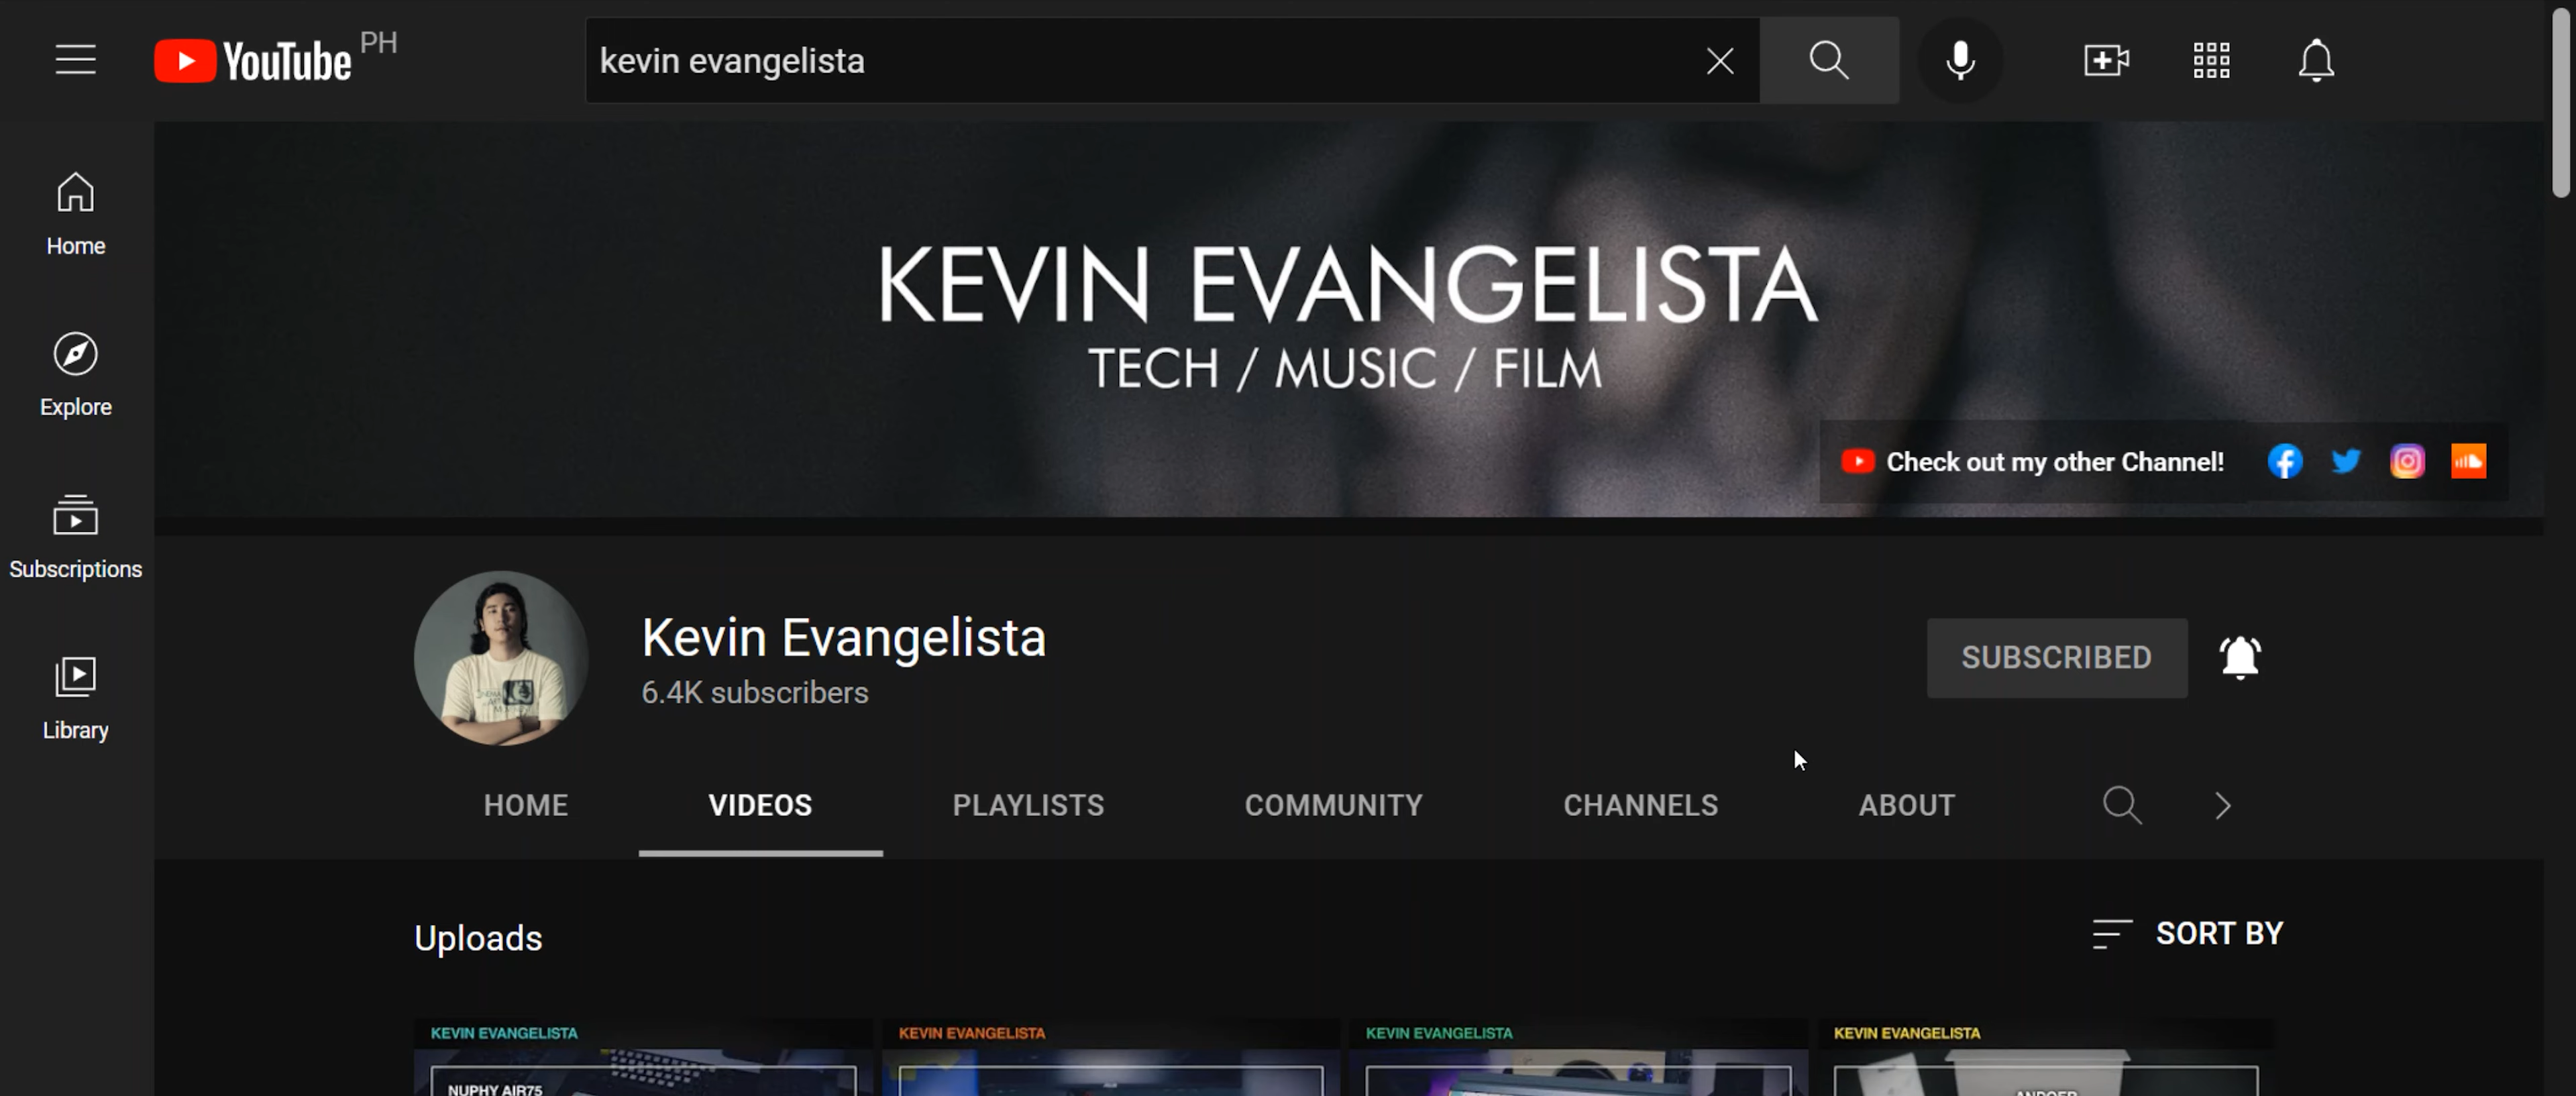 YouTube PH
kevin evangelista
Home
Explore
Subscriptions
Library
KEVIN EVANGELISTA
TECH / MUSIC / FILM
Check out my other Channel!
Kevin Evangelista
6.4K subscribers
SUBSCRIBED
HOME VIDEOS PLAYLISTS COMMUNITY CHANNELS ABOUT
Uploads
SORT BY
KEVIN EVANGELISTA
NUPHY AIR75
KEVIN EVANGELISTA
KEVIN EVANGELISTA
KEVIN EVANGELISTA